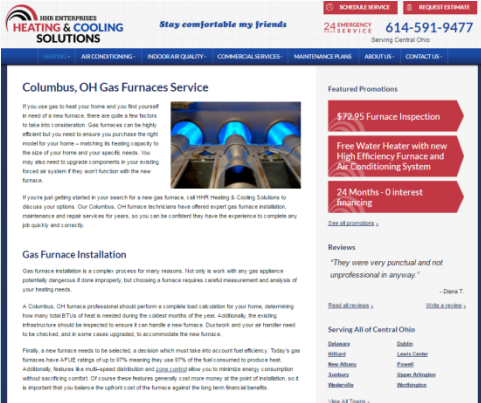 HHR ENTERPRISES
HEATING & COOLING
SOLUTIONS
Stay comfortable my friends
SCHEDULE SERVICE
REQUEST ESTIMATE
24 EMERGENCY SERVICE
614-591-9477
Serving Central Ohio
HEATING
AIR CONDITIONING
INDOOR AIR QUALITY
COMMERCIAL SERVICES
MAINTENANCE PLANS
ABOUT US
CONTACT US
Columbus, OH Gas Furnaces Service
If you use gas to heat your home and you find yourself
in need of a new furnace, there are quite a few factors
to take into consideration. Gas furnaces can be highly
efficient but you need to ensure you purchase the right
model for your home – matching its heating capacity to
the size of your home and your specific needs. You
may also need to upgrade components in your existing
forced air system if they won't function with the new
furnace.
If you're just getting started in your search for a new gas furnace, call HHR Heating & Cooling Solutions to
discuss your options. Our Columbus, OH furnace technicians have offered expert gas furnace installation,
maintenance and repair services for years, so you can be confident they have the experience to complete any
job quickly and correctly.
Gas Furnace Installation
Gas furnace installation is a complex process for many reasons. Not only is work with any gas appliance
potentially dangerous if done improperly, but choosing a furnace requires careful measurement and analysis of
your heating needs.
A Columbus, OH furnace professional should perform a complete load calculation for your home, determining
how many total BTUs of heat is needed during the coldest months of the year. Additionally, the existing
infrastructure should be inspected to ensure it can handle a new furnace. Ductwork and your air handler need
to be checked, and in some cases upgraded, to accommodate the new furnace.
Finally, a new furnace needs to be selected, a decision which must take into account fuel efficiency. Today's gas
furnaces have AFUE ratings of up to 97% meaning they use 97% of the fuel consumed to produce heat.
Additionally, features like multi-speed distribution and zone control allow you to minimize energy consumption
without sacrificing comfort. Of course these features generally cost more money at the point of installation, so it
is important that you balance the upfront cost of the furnace against the long term financial benefits.
Featured Promotions
$72.95 Furnace Inspection
Free Water Heater with new
High Efficiency Furnace and
Air Conditioning System
24 Months - 0 interest
financing
See all promotions
Reviews
"They were very punctual and not
unprofessional in anyway."
- Diana T.
Read all reviews
Write a review
Serving All of Central Ohio
Delaware
Dublin
Hilliard
Lewis Center
New Albany
Powell
Sunbury
Upper Arlington
Westerville
Worthington
View All Towns